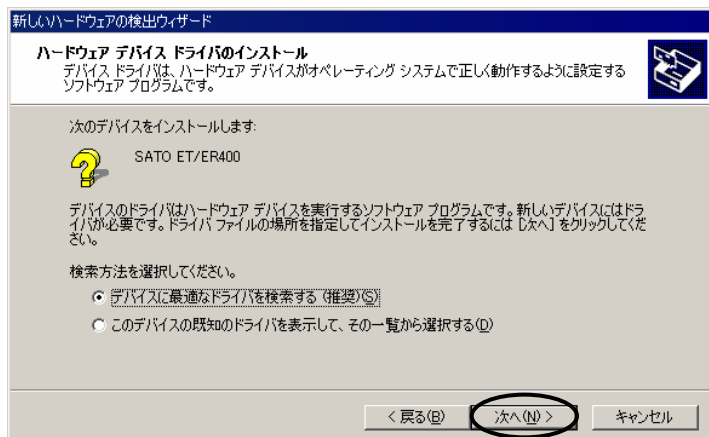 新しいハードウェアの検出ウィザード
ハードウェア デバイス ドライバのインストール
デバイス ドライバは、ハードウェア デバイスがオペレーティング システムで正しく動作するように設定する
ソフトウェア プログラムです。
次のデバイスをインストールします:
SATO ET/ER400
デバイスのドライバはハードウェア デバイスを実行するソフトウェア プログラムです。新しいデバイスにはドラ
イバが必要です。ドライバ ファイルの場所を指定してインストールを完了するには [次へ] をクリックしてくだ
さい。
検索方法を選択してください。
デバイスに最適なドライバを検索する (推奨)(S)
このデバイスの既知のドライバを表示して、その一覧から選択する(D)
< 戻る(B) 次へ(N) > キャンセル